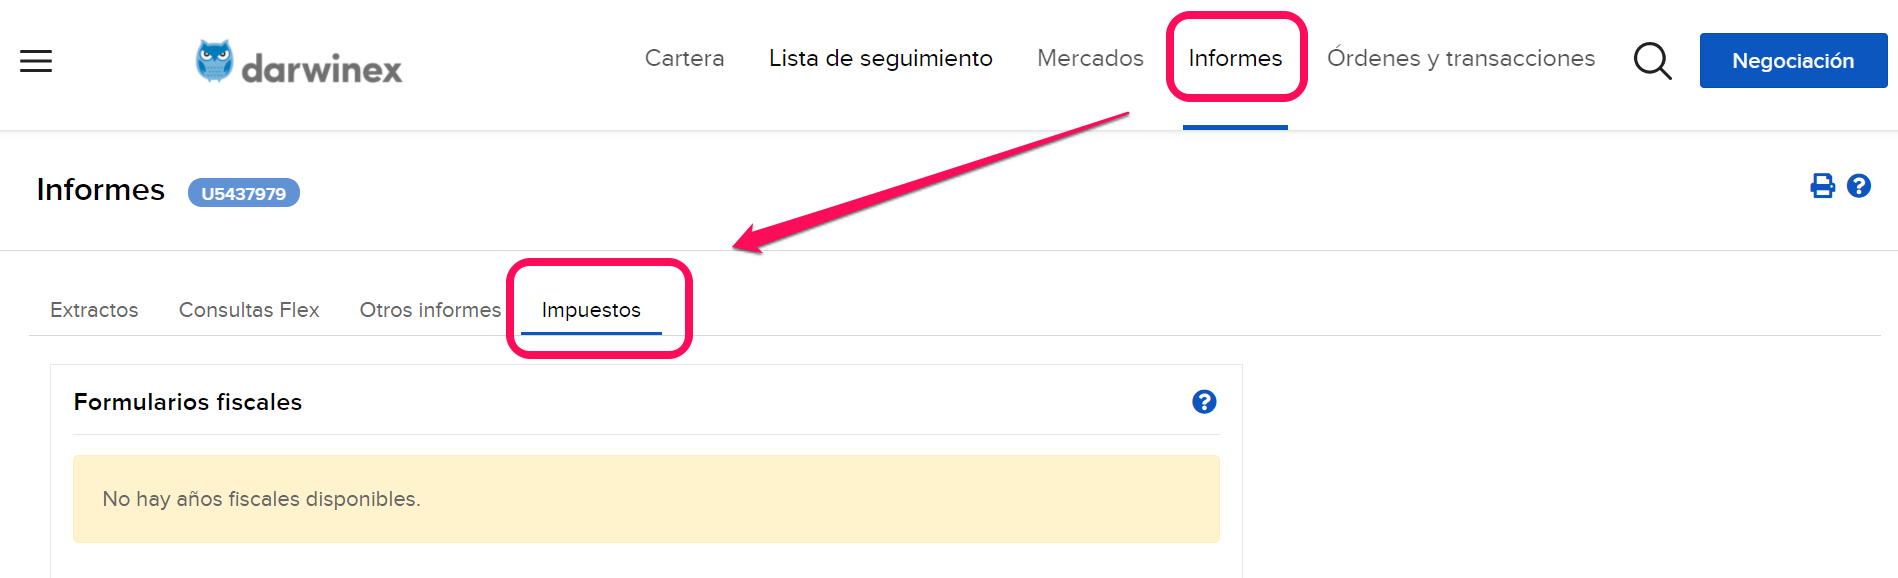 darwinex
Cartera Lista de seguimiento Mercados Informes Órdenes y transacciones Negociación
Informes U5437979
Extractos Consultas Flex Otros informes Impuestos
Formularios fiscales
No hay años fiscales disponibles.